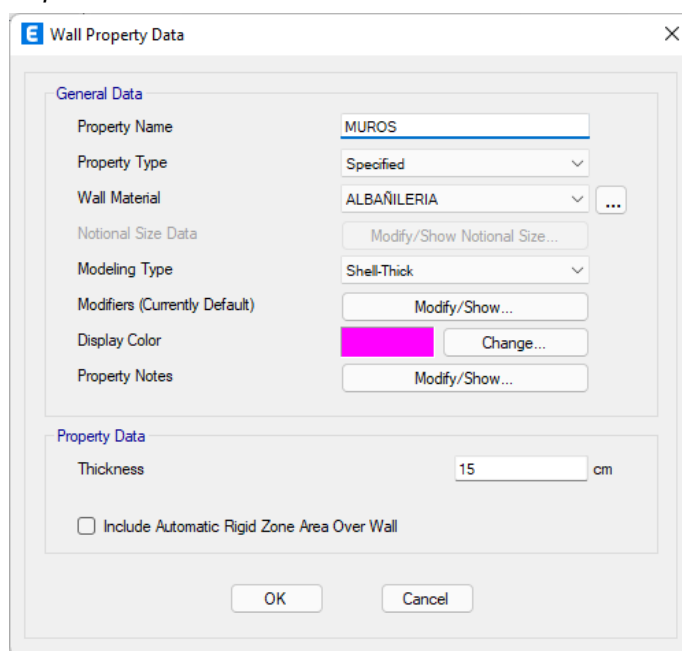 E Wall Property Data
General Data
Property Name MUROS
Property Type Specified
Wall Material ALBAÑILERIA ...
Notional Size Data Modify/Show Notional Size...
Modeling Type Shell-Thick
Modifiers (Currently Default) Modify/Show...
Display Color Change...
Property Notes Modify/Show...
Property Data
Thickness 15 cm
Include Automatic Rigid Zone Area Over Wall
OK Cancel